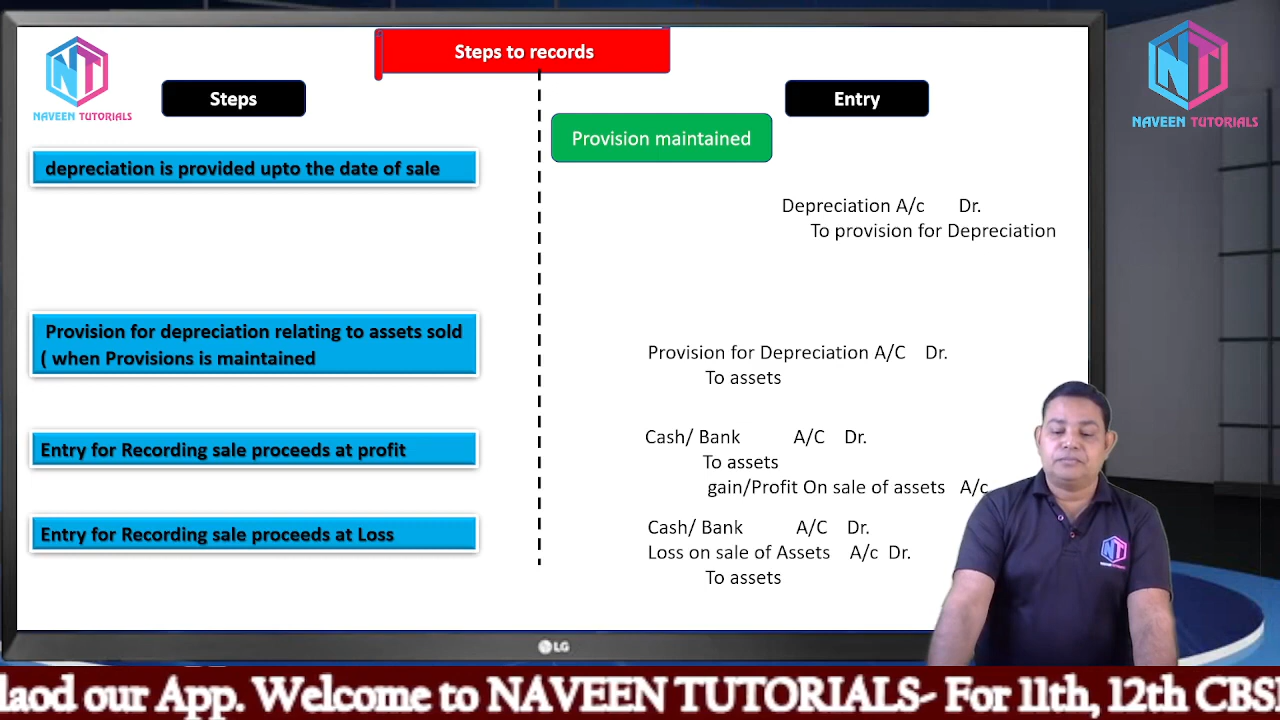 Steps to records
NT
NAVEEN TUTORIALS
Steps
Entry
NT
NAVEEN TUTORIALS
Provision maintained
depreciation is provided upto the date of sale
Depreciation A/c Dr.
To provision for Depreciation
Provision for depreciation relating to assets sold
( when Provisions is maintained
Provision for Depreciation A/C Dr.
To assets
Entry for Recording sale proceeds at profit
Cash/ Bank A/C Dr.
To assets
gain/Profit On sale of assets A/c
Entry for Recording sale proceeds at Loss
Cash/ Bank A/C Dr.
Loss on sale of Assets A/c Dr.
To assets
NT
LG
laod our App. Welcome to NAVEEN TUTORIALS- For 11th, 12th CBS